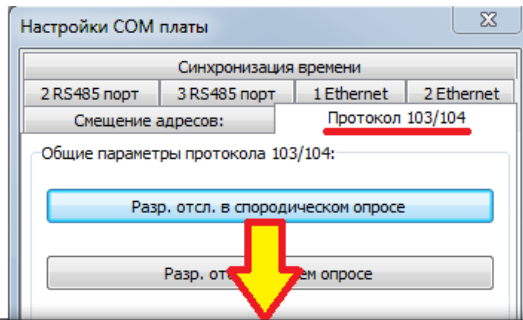 Настройки COM платы
Синхронизация времени
2 RS485 порт 3 RS485 порт 1 Ethernet 2 Ethernet
Смещение адресов: Протокол 103/104
Общие параметры протокола 103/104:
Разр. отсл. в спородическом опросе
Разр. опросе